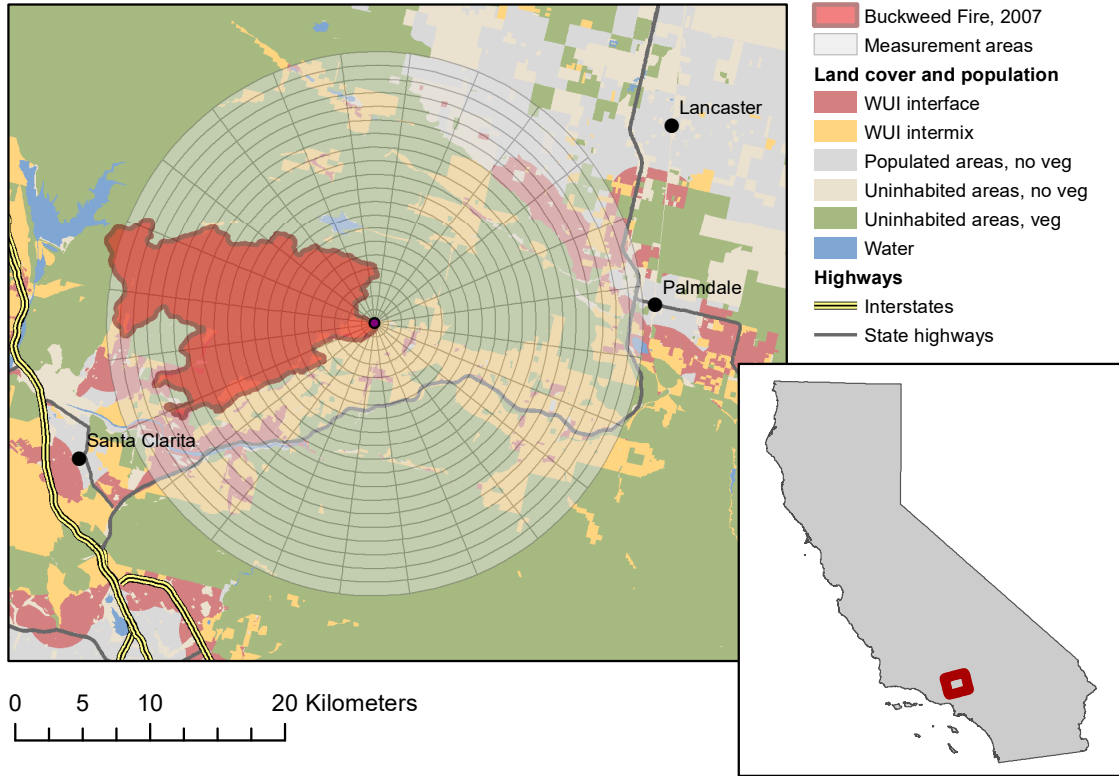 Buckweed Fire, 2007
Measurement areas
Land cover and population
WUI interface
WUI intermix
Populated areas, no veg
Uninhabited areas, no veg
Uninhabited areas, veg
Water
Highways
Interstates
State highways
Lancaster
Palmdale
Santa Clarita
0 5 10 20 Kilometers